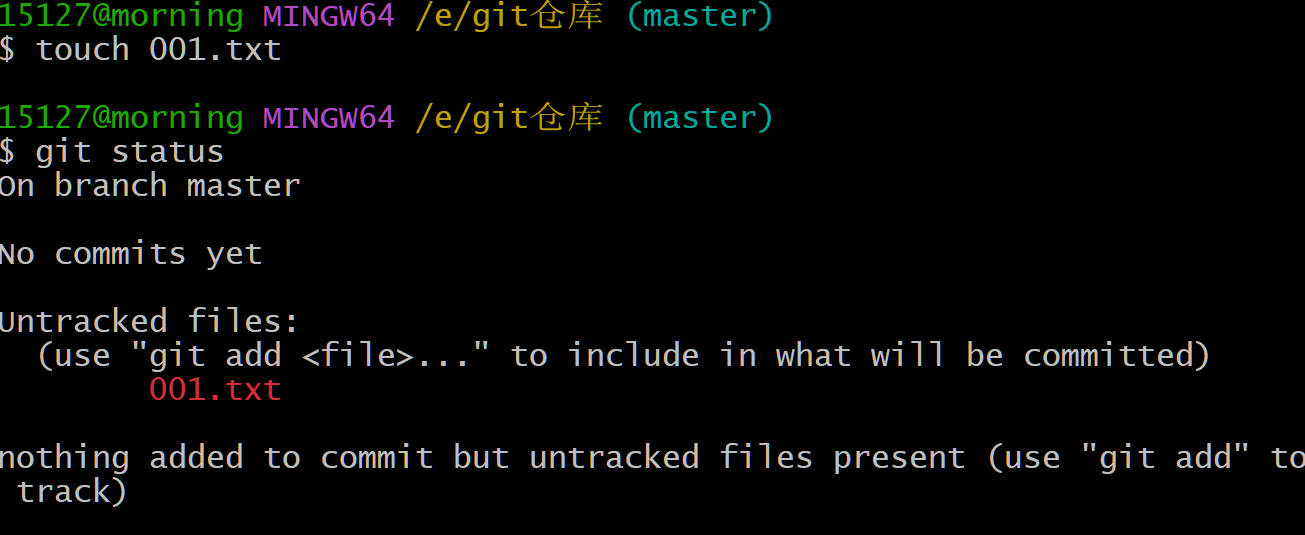 15127@morning MINGW64 /e/git仓库 (master)
$ touch 001.txt
15127@morning MINGW64 /e/git仓库 (master)
$ git status
On branch master
No commits yet
Untracked files:
(use "git add <file>..." to include in what will be committed)
001.txt
nothing added to commit but untracked files present (use "git add" to
track)